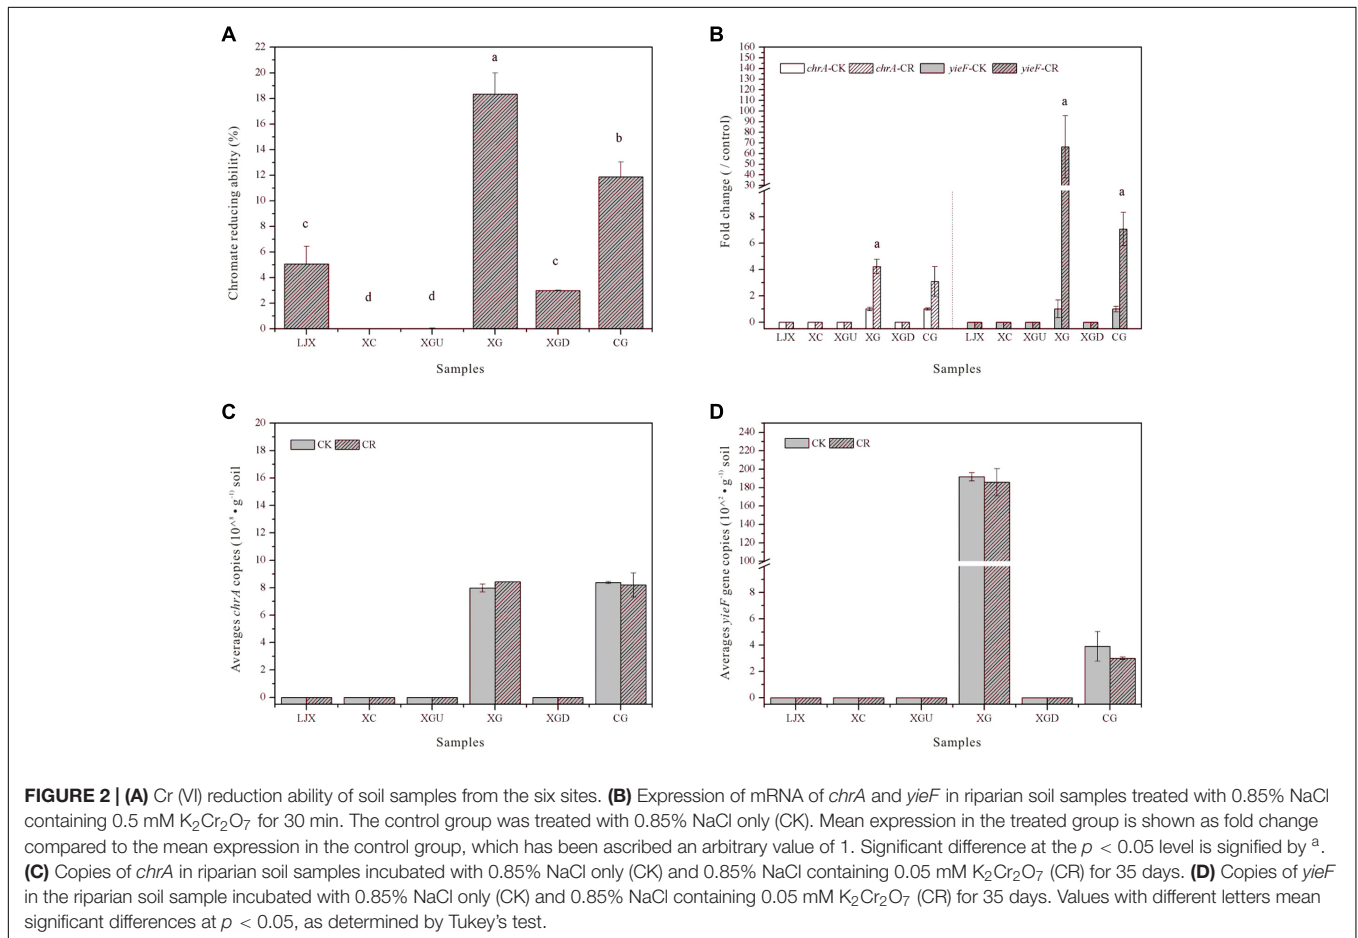 A
22
20
18
16
14
12
10
8
6
4
2
0
Chromate reducing ability (%)
c
d
d
a
c
b
LJX XC XGU XG XGD CG
Samples
B
160
150
140
130
120
110
100
90
80
70
60
50
40
30
8
6
4
2
0
Fold change ( / control)
chrA-CK chrA-CR yieF-CK yieF-CR
a
a
a
LJX XC XGU XG XGD CG LJX XC XGU XG XGD CG
Samples
C
20
18
16
14
12
10
8
6
4
2
0
Averages chrA copies (10^8 • g-1) soil
CK CR
LJX XC XGU XG XGD CG
Samples
D
240
220
200
180
160
140
120
100
8
6
4
2
0
Averages yieF gene copies (10^2 • g-1) soil
CK CR
LJX XC XGU XG XGD CG
Samples
FIGURE 2 | (A) Cr (VI) reduction ability of soil samples from the six sites. (B) Expression of mRNA of chrA and yieF in riparian soil samples treated with 0.85% NaCl
containing 0.5 mM K₂Cr₂O₇ for 30 min. The control group was treated with 0.85% NaCl only (CK). Mean expression in the treated group is shown as fold change
compared to the mean expression in the control group, which has been ascribed an arbitrary value of 1. Significant difference at the p < 0.05 level is signified by ᵃ.
(C) Copies of chrA in riparian soil samples incubated with 0.85% NaCl only (CK) and 0.85% NaCl containing 0.05 mM K₂Cr₂O₇ (CR) for 35 days. (D) Copies of yieF
in the riparian soil sample incubated with 0.85% NaCl only (CK) and 0.85% NaCl containing 0.05 mM K₂Cr₂O₇ (CR) for 35 days. Values with different letters mean
significant differences at p < 0.05, as determined by Tukey's test.